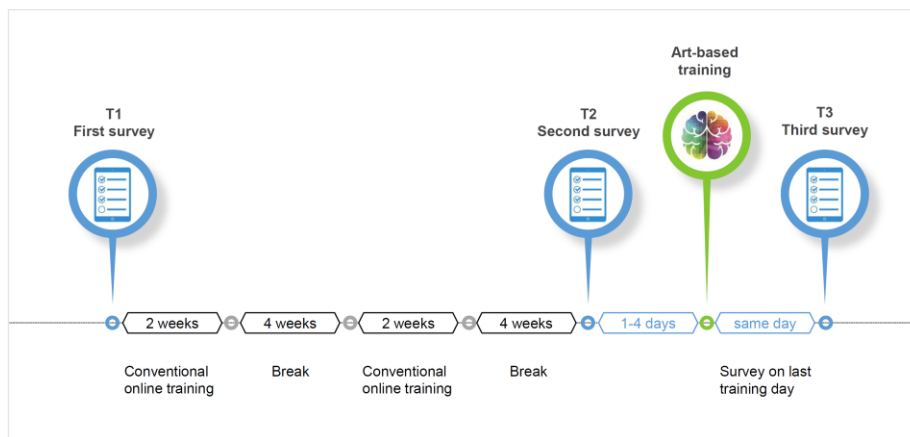 Art-based
training
T1
First survey
T2
Second survey
T3
Third survey
2 weeks
4 weeks
2 weeks
4 weeks
1-4 days
same day
Conventional
online training
Break
Conventional
online training
Break
Survey on last
training day